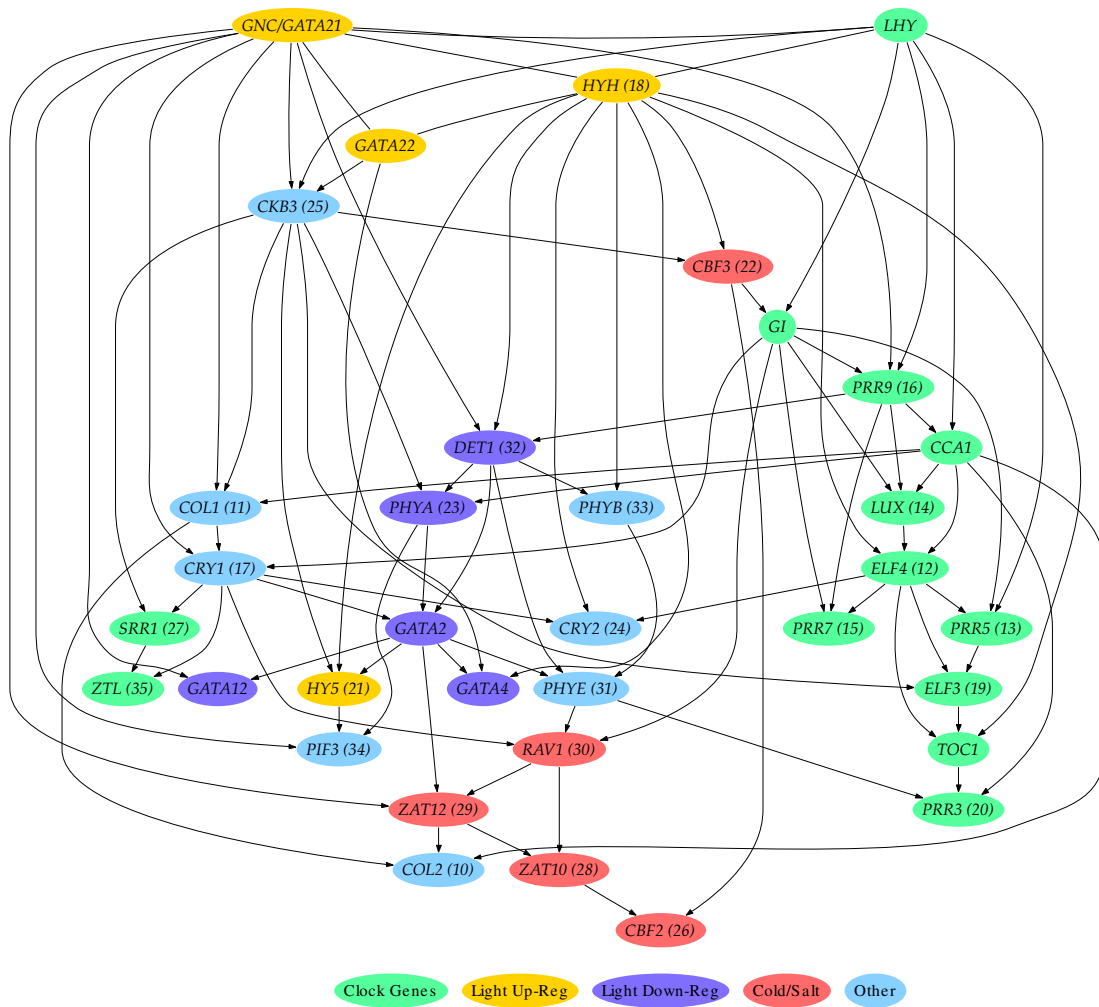 GNC/GATA21
LHY
HYH (18)
GATA22
CKB3 (25)
CBF3 (22)
GI
PRR9 (16)
DET1 (32)
CCA1
COL1 (11)
PHYA (23)
PHYB (33)
LUX (14)
CRY1 (17)
ELF4 (12)
SRR1 (27)
GATA2
CRY2 (24)
PRR7 (15)
PRR5 (13)
ZTL (35)
GATA12
HY5 (21)
GATA4
PHYE (31)
ELF3 (19)
PIF3 (34)
RAV1 (30)
TOC1
ZAT12 (29)
PRR3 (20)
COL2 (10)
ZAT10 (28)
CBF2 (26)
Clock Genes
Light Up-Reg
Light Down-Reg
Cold/Salt
Other